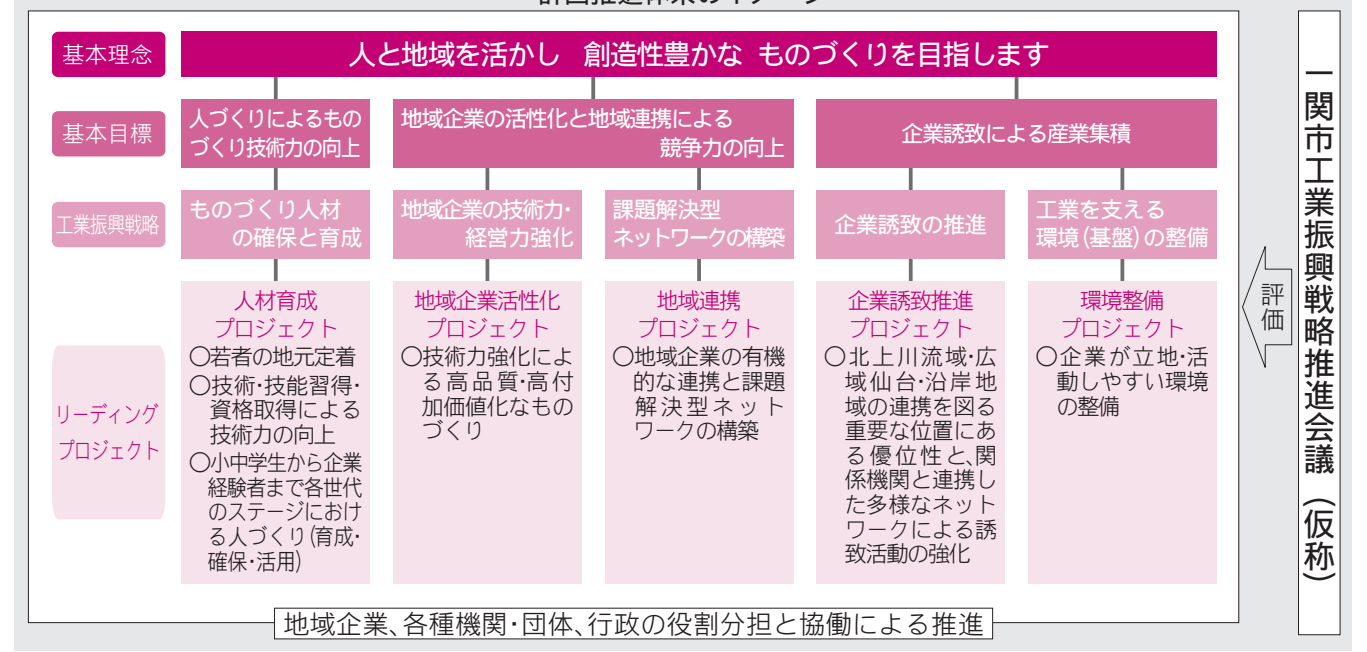 計画推進体系のイメージ
基本理念
人と地域を活かし 創造性豊かな ものづくりを目指します
基本目標
人づくりによるもの
づくり技術力の向上
地域企業の活性化と地域連携による
競争力の向上
企業誘致による産業集積
工業振興戦略
ものづくり人材
の確保と育成
地域企業の技術力・
経営力強化
課題解決型
ネットワークの構築
企業誘致の推進
工業を支える
環境(基盤)の整備
リーディング
プロジェクト
人材育成
プロジェクト
〇若者の地元定着
〇技術・技能習得・
資格取得による
技術力の向上
〇小中学生から企業
経験者まで各世代
のステージにおけ
る人づくり(育成・
確保・活用)
地域企業活性化
プロジェクト
〇技術力強化によ
る高品質・高付
加価値化なもの
づくり
地域連携
プロジェクト
〇地域企業の有機
的な連携と課題
解決型ネット
ワークの構築
企業誘致推進
プロジェクト
〇北上川流域・広
域仙台・沿岸地
域の連携を図る
重要な位置にあ
る優位性と、関
係機関と連携し
た多様なネット
ワークによる誘
致活動の強化
環境整備
プロジェクト
〇企業が立地・活
動しやすい環境
の整備
地域企業、各種機関・団体、行政の役割分担と協働による推進
評価
一関市工業振興戦略推進会議(仮称)